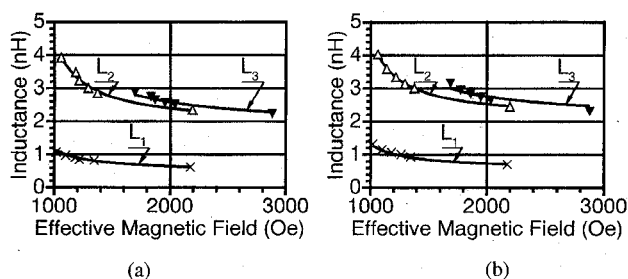 5
4
3
2
1
0
Inductance (nH)
L2
L3
L1
1000 2000 3000
Effective Magnetic Field (Oe)
(a)
5
4
3
2
1
0
Inductance (nH)
L2
L3
L1
1000 2000 3000
Effective Magnetic Field (Oe)
(b)